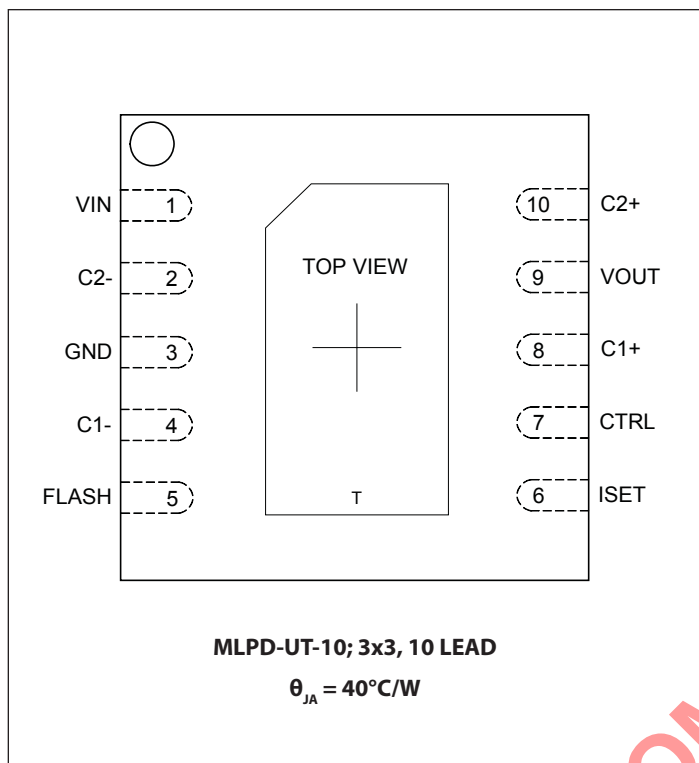 VIN 1 10 C2+
TOP VIEW
C2- 2 9 VOUT
GND 3 8 C1+
C1- 4 7 CTRL
FLASH 5 T 6 ISET
MLPD-UT-10; 3x3, 10 LEAD
θJA = 40°C/W
OM